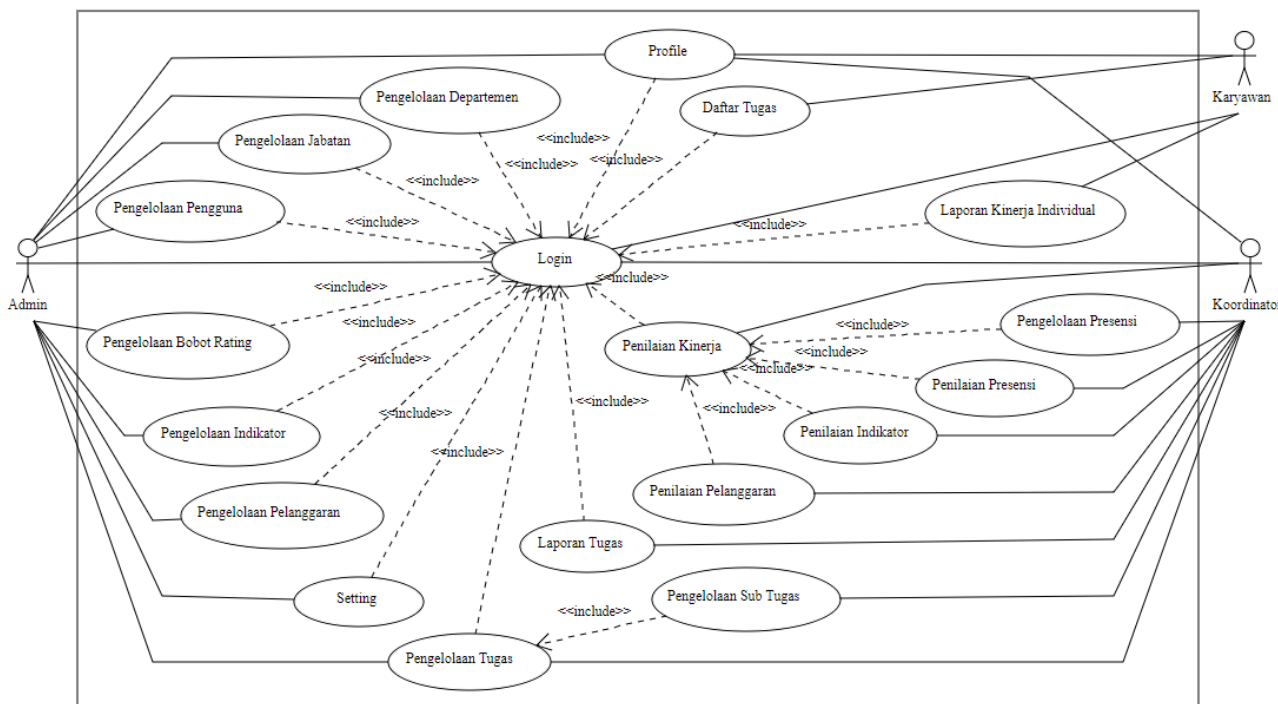 Profile
Karyawan
Pengelolaan Departemen
Daftar Tugas
<<include>>
<<include>>
Pengelolaan Jabatan
<<include>>
<<include>>
<<include>>
Pengelolaan Pengguna
Laporan Kinerja Individual
<<include>>
<<include>>
Login
<<include>>
<<include>>
Admin
Koordinator
<<include>>
<<include>>
Pengelolaan Presensi
Pengelolaan Bobot Rating
Penilaian Kinerja
<<include>>
<<include>>
Penilaian Presensi
<<include>>
<<include>>
Pengelolaan Indikator
Penilaian Indikator
<<include>>
Penilaian Pelanggaran
Pengelolaan Pelanggaran
Laporan Tugas
Setting
Pengelolaan Sub Tugas
<<include>>
Pengelolaan Tugas